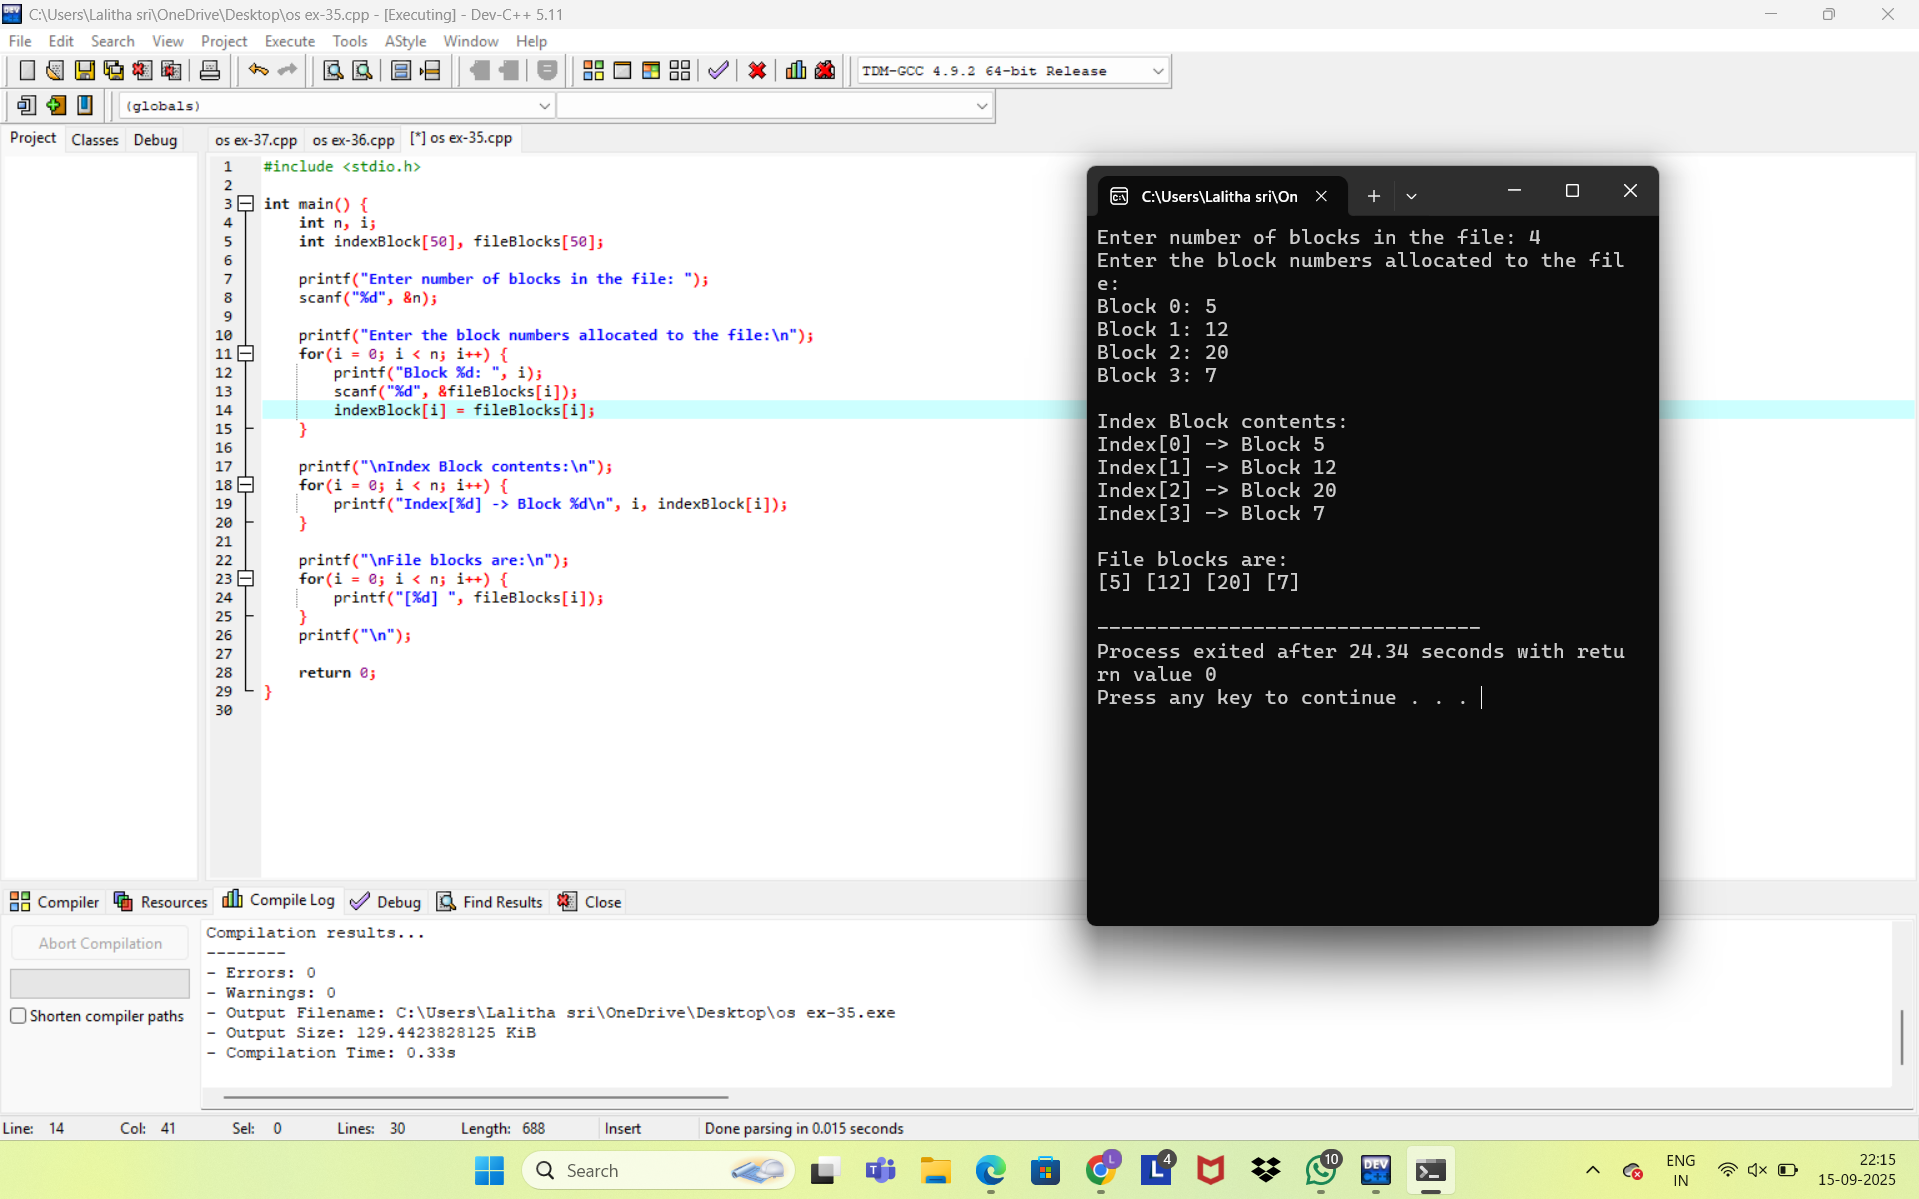 C:\Users\Lalitha sri\OneDrive\Desktop\os ex-35.cpp - [Executing] - Dev-C++ 5.11
File Edit Search View Project Execute Tools AStyle Window Help
TDM-GCC 4.9.2 64-bit Release
(globals)
Project Classes Debug
os ex-37.cpp os ex-36.cpp [*] os ex-35.cpp
1 #include <stdio.h>
2
3 int main() {
4 int n, i;
5 int indexBlock[50], fileBlocks[50];
6
7 printf("Enter number of blocks in the file: ");
8 scanf("%d", &n);
9
10 printf("Enter the block numbers allocated to the file:\n");
11 for(i = 0; i < n; i++) {
12 printf("Block %d: ", i);
13 scanf("%d", &fileBlocks[i]);
14 indexBlock[i] = fileBlocks[i];
15 }
16
17 printf("\nIndex Block contents:\n");
18 for(i = 0; i < n; i++) {
19 printf("Index[%d] -> Block %d\n", i, indexBlock[i]);
20 }
21
22 printf("\nFile blocks are:\n");
23 for(i = 0; i < n; i++) {
24 printf("[%d] ", fileBlocks[i]);
25 }
26 printf("\n");
27
28 return 0;
29 }
30
C:\Users\Lalitha sri\On
Enter number of blocks in the file: 4
Enter the block numbers allocated to the fil
e:
Block 0: 5
Block 1: 12
Block 2: 20
Block 3: 7
Index Block contents:
Index[0] -> Block 5
Index[1] -> Block 12
Index[2] -> Block 20
Index[3] -> Block 7
File blocks are:
[5] [12] [20] [7]
--------------------------------
Process exited after 24.34 seconds with retu
rn value 0
Press any key to continue . . .
Compiler Resources Compile Log Debug Find Results Close
Abort Compilation
Shorten compiler paths
Compilation results...
--------
- Errors: 0
- Warnings: 0
- Output Filename: C:\Users\Lalitha sri\OneDrive\Desktop\os ex-35.exe
- Output Size: 129.4423828125 KiB
- Compilation Time: 0.33s
Line: 14 Col: 41 Sel: 0 Lines: 30 Length: 688 Insert Done parsing in 0.015 seconds
Search
L
L 4
10
DEV
ENG
IN
22:15
15-09-2025